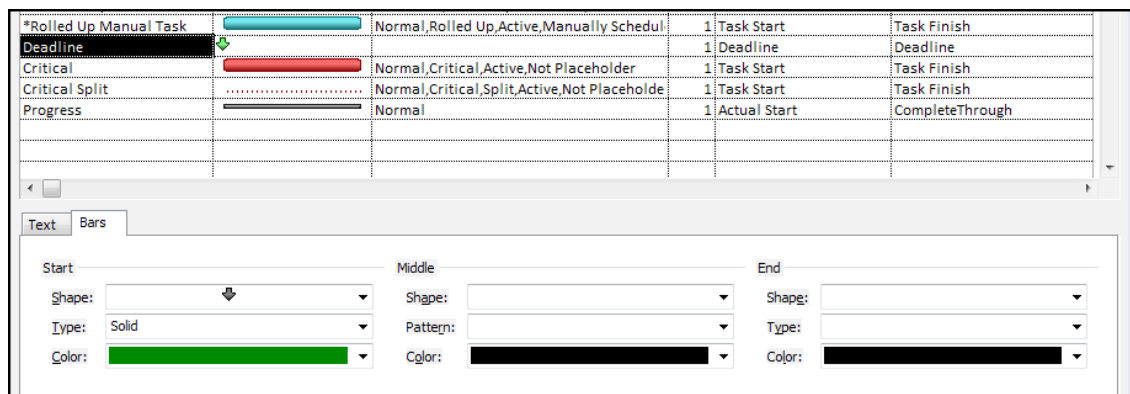 *Rolled Up Manual Task Normal,Rolled Up,Active,Manually Schedul 1 Task Start Task Finish
Deadline 1 Deadline Deadline
Critical Normal,Critical,Active,Not Placeholder 1 Task Start Task Finish
Critical Split Normal,Critical,Split,Active,Not Placeholde 1 Task Start Task Finish
Progress Normal 1 Actual Start CompleteThrough
Text Bars
Start Middle End
Shape: Shape: Shape:
Type: Solid Pattern: Type:
Color: Color: Color: